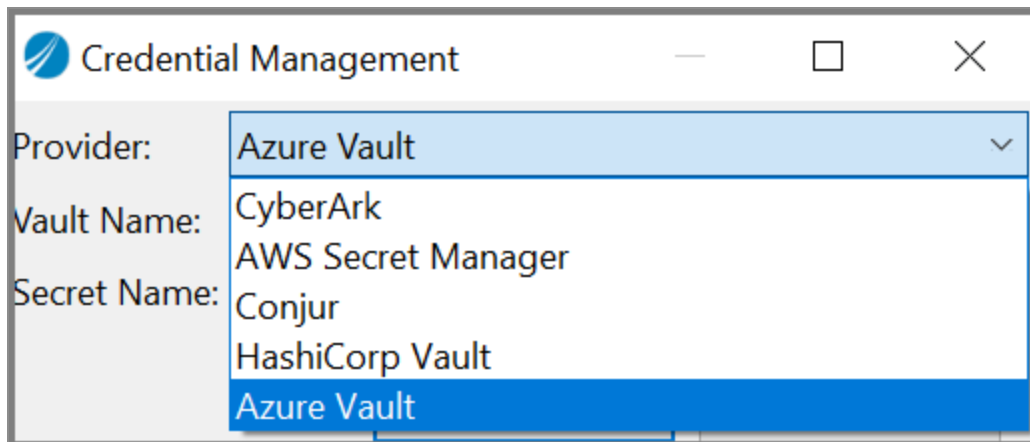 Credential Management
Provider: Azure Vault
CyberArk
Vault Name:
AWS Secret Manager
Secret Name:
Conjur
HashiCorp Vault
Azure Vault